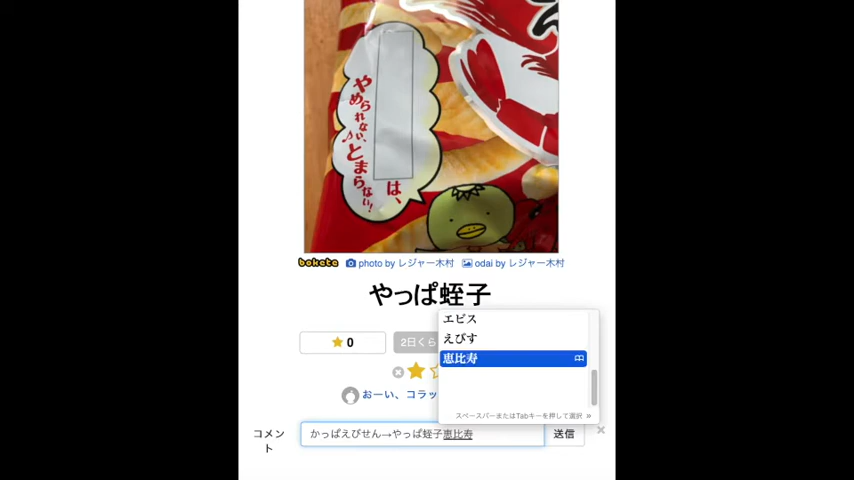 は、
やめられない、♪とまらない！
bokete photo by レジャー木村 odai by レジャー木村
やっぱ蛭子
エビス
えびす
恵比寿
スペースバーまたはTabキーを押して選択
0
2日くら
おーい、コラッ
コメント
かっぱえびせん→やっぱ蛭子恵比寿
送信